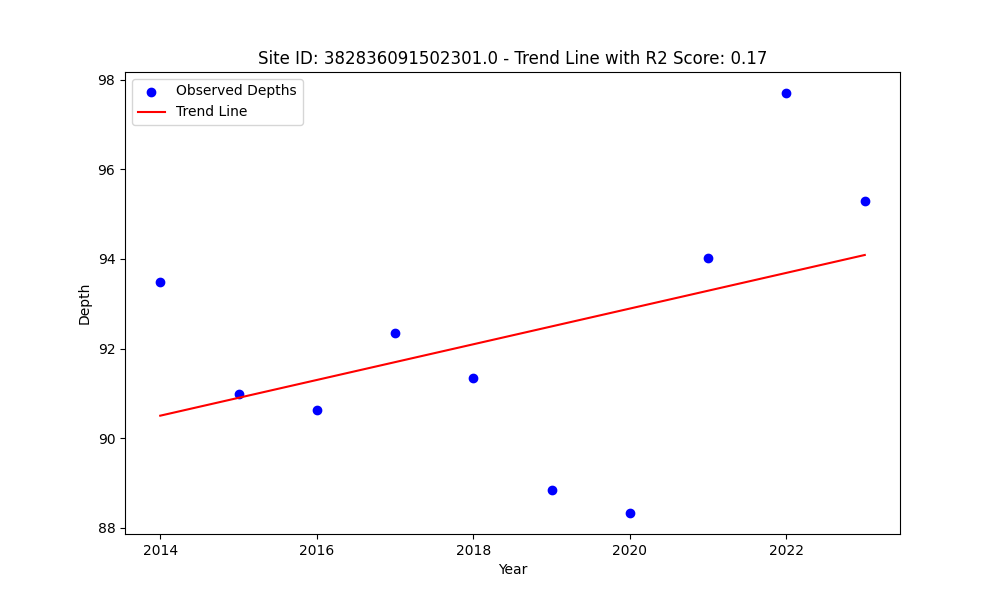 Site ID: 382836091502301.0 - Trend Line with R2 Score: 0.17
Observed Depths
Trend Line
98
96
94
92
90
88
Depth
2014
2016
2018
2020
2022
Year